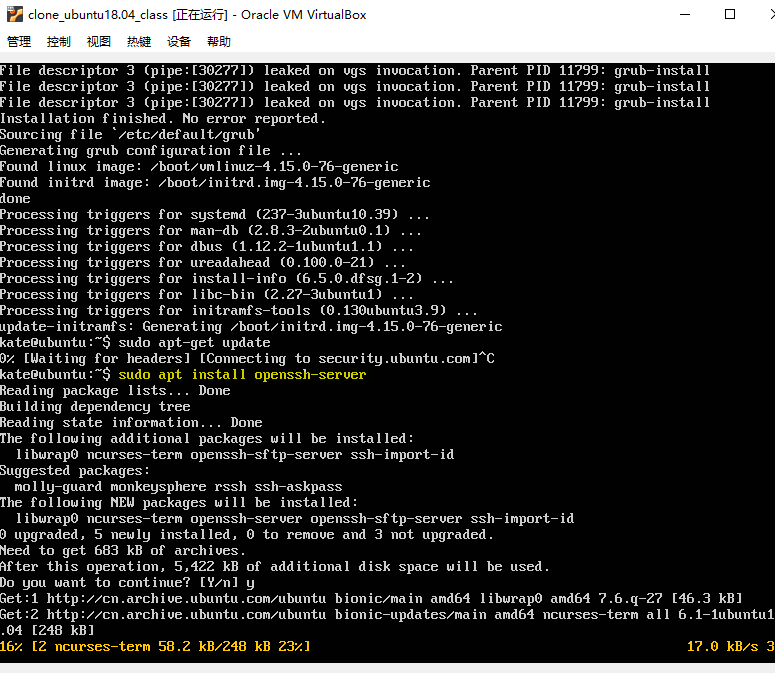 clone_ubuntu18.04_class [正在运行] - Oracle VM VirtualBox
管理 控制 视图 热键 设备 帮助
File descriptor 3 (pipe:[30277]) leaked on vgs invocation. Parent PID 11799: grub-install
File descriptor 3 (pipe:[30277]) leaked on vgs invocation. Parent PID 11799: grub-install
File descriptor 3 (pipe:[30277]) leaked on vgs invocation. Parent PID 11799: grub-install
Installation finished. No error reported.
Sourcing file `/etc/default/grub'
Generating grub configuration file ...
Found linux image: /boot/vmlinuz-4.15.0-76-generic
Found initrd image: /boot/initrd.img-4.15.0-76-generic
done
Processing triggers for systemd (237-3ubuntu10.39) ...
Processing triggers for man-db (2.8.3-2ubuntu0.1) ...
Processing triggers for dbus (1.12.2-1ubuntu1.1) ...
Processing triggers for ureadahead (0.100.0-21) ...
Processing triggers for install-info (6.5.0.dfsg.1-2) ...
Processing triggers for libc-bin (2.27-3ubuntu1) ...
Processing triggers for initramfs-tools (0.130ubuntu3.9) ...
update-initramfs: Generating /boot/initrd.img-4.15.0-76-generic
kate@ubuntu:~$ sudo apt-get update
0% [Waiting for headers] [Connecting to security.ubuntu.com]^C
kate@ubuntu:~$ sudo apt install openssh-server
Reading package lists... Done
Building dependency tree
Reading state information... Done
The following additional packages will be installed:
  libwrap0 ncurses-term openssh-sftp-server ssh-import-id
Suggested packages:
  molly-guard monkeysphere rssh ssh-askpass
The following NEW packages will be installed:
  libwrap0 ncurses-term openssh-server openssh-sftp-server ssh-import-id
0 upgraded, 5 newly installed, 0 to remove and 3 not upgraded.
Need to get 683 kB of archives.
After this operation, 5,422 kB of additional disk space will be used.
Do you want to continue? [Y/n] y
Get:1 http://cn.archive.ubuntu.com/ubuntu bionic/main amd64 libwrap0 amd64 7.6.q-27 [46.3 kB]
Get:2 http://cn.archive.ubuntu.com/ubuntu bionic-updates/main amd64 ncurses-term all 6.1-1ubuntu1
.04 [248 kB]
16% [2 ncurses-term 58.2 kB/248 kB 23%] 17.0 kB/s 3